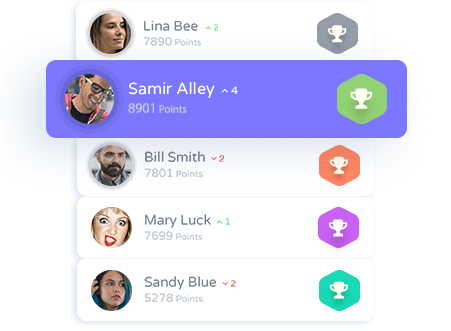 Lina Bee 2
7890 Points
Samir Alley 4
8901 Points
Bill Smith 2
7801 Points
Mary Luck 1
7699 Points
Sandy Blue 2
5278 Points